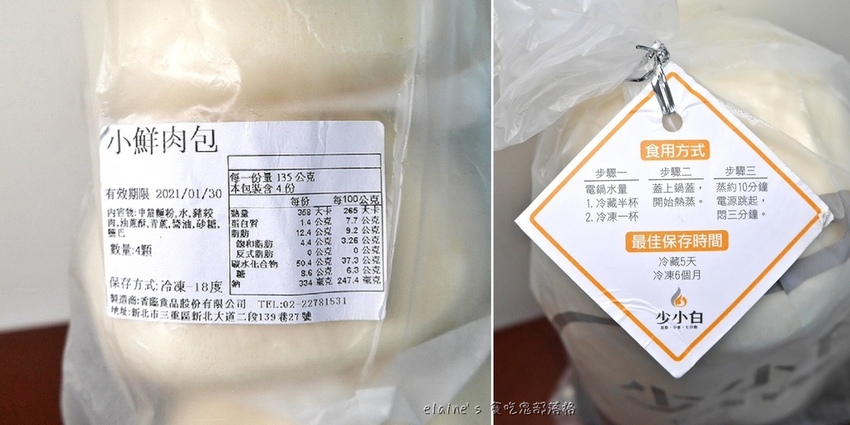 小鮮肉包
有效期限 2021/01/30
內容物:中筋麵粉,水,豬絞
肉,油蔥酥,青蔥,醬油,砂糖,
鹽巴
數量:4顆
保存方式:冷凍-18度
製造商:香臨食品股份有限公司 TEL:02-22781531
地址:新北市三重區新北大道二段139巷27號
每一份量 135 公克
本包裝含 4 份
每份 每100公克
熱量 358 大卡 265 大卡
蛋白質 1.4 公克 7.7 公克
脂肪 12.4 公克 9.2 公克
飽和脂肪 4.4 公克 3.26 公克
反式脂肪 0 公克 0 公克
碳水化合物 50.4 公克 37.3 公克
糖 8.6 公克 6.3 公克
鈉 334 毫克 247.4 毫克
食用方式
步驟一 步驟二 步驟三
電鍋水量 蓋上鍋蓋, 蒸約10分鐘
1. 冷藏半杯 開始熱蒸。 電源跳起,
2. 冷凍一杯 悶三分鐘。
最佳保存時間
冷藏5天
冷凍6個月
少小白
elaine's 貪吃鬼部落格